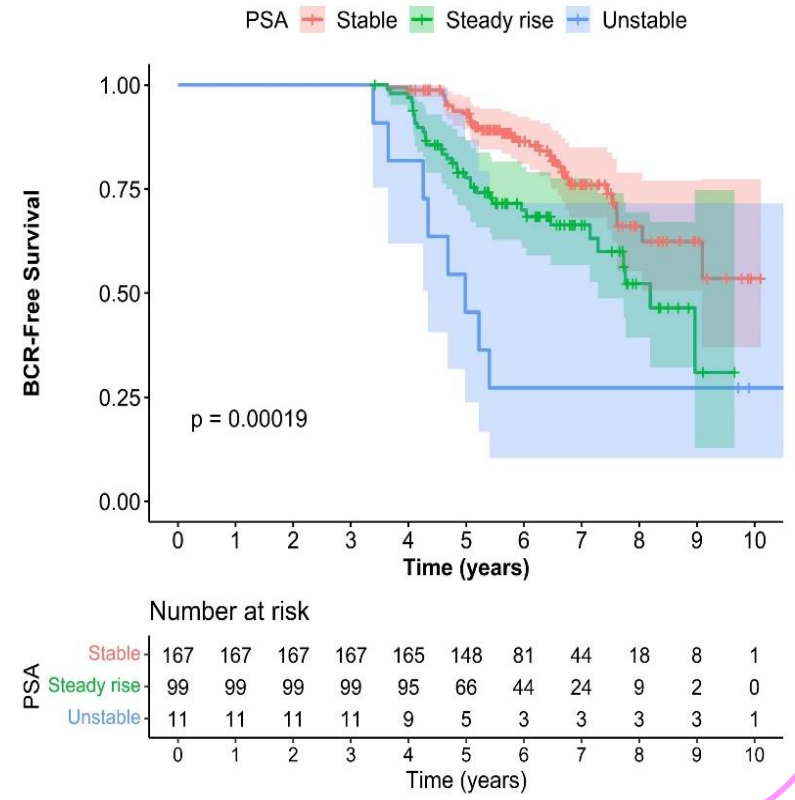 PSA Stable Steady rise Unstable
1.00
0.75
0.50
0.25
0.00
BCR-Free Survival
p = 0.00019
0 1 2 3 4 5 6 7 8 9 10
Time (years)
Number at risk
PSA
Stable 167 167 167 167 165 148 81 44 18 8 1
Steady rise 99 99 99 99 95 66 44 24 9 2 0
Unstable 11 11 11 11 9 5 3 3 3 3 1
0 1 2 3 4 5 6 7 8 9 10
Time (years)